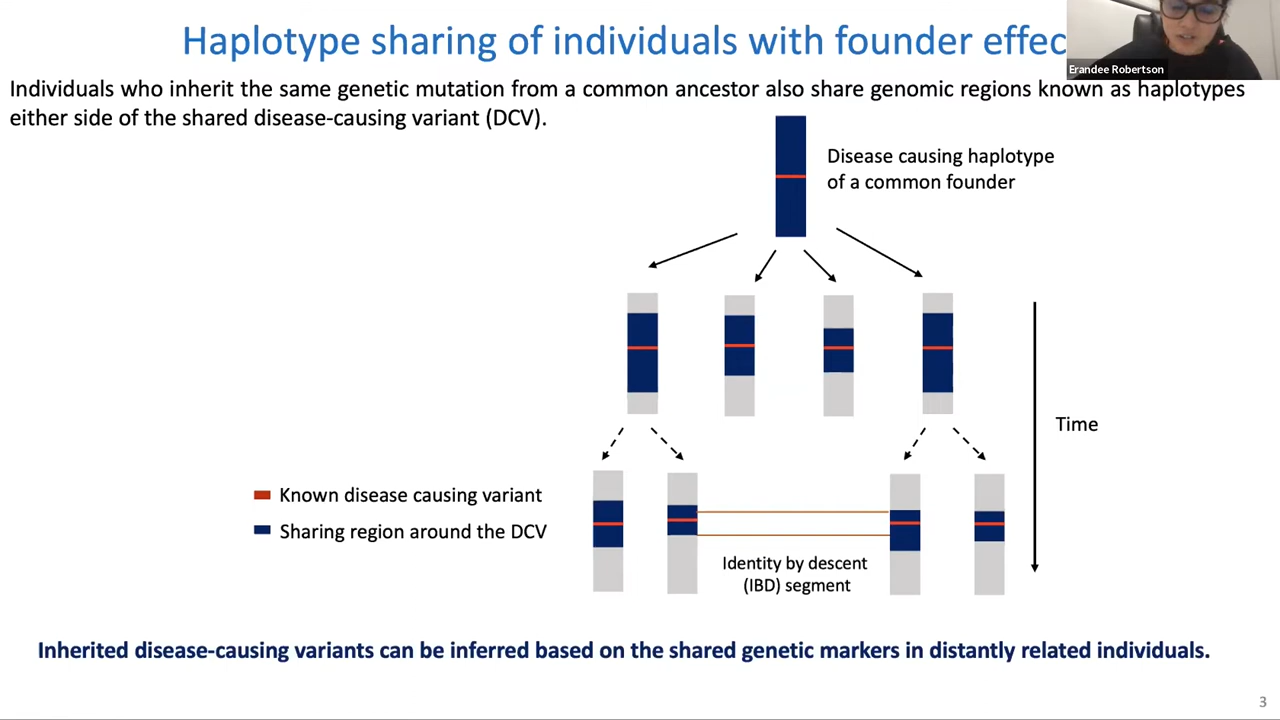 Haplotype sharing of individuals with founder effec
Erandee Robertson
Individuals who inherit the same genetic mutation from a common ancestor also share genomic regions known as haplotypes
either side of the shared disease-causing variant (DCV).
Disease causing haplotype
of a common founder
Time
Known disease causing variant
Sharing region around the DCV
Identity by descent
(IBD) segment
Inherited disease-causing variants can be inferred based on the shared genetic markers in distantly related individuals.
3